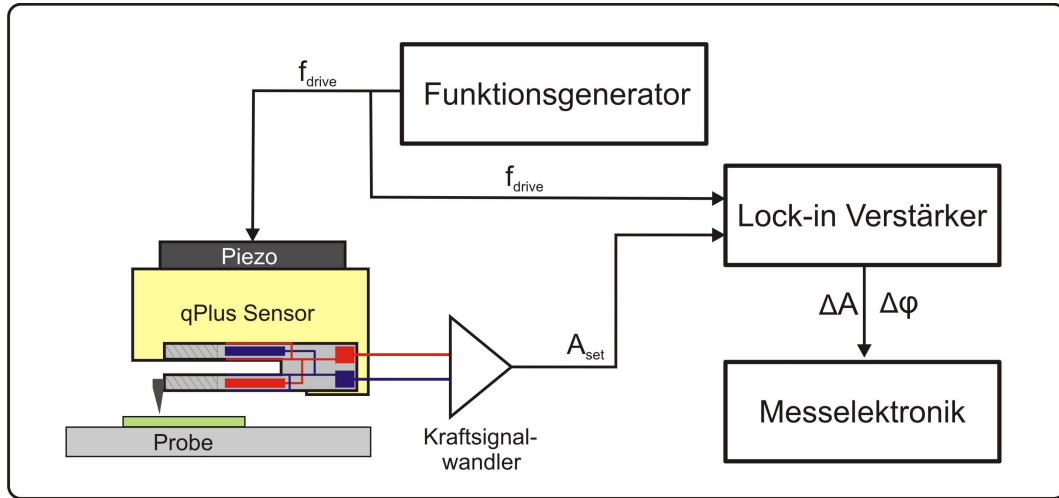 f_drive
Funktionsgenerator
f_drive
Lock-in Verstärker
Piezo
qPlus Sensor
ΔA
Δφ
A_set
Messelektronik
Kraftsignal-
wandler
Probe